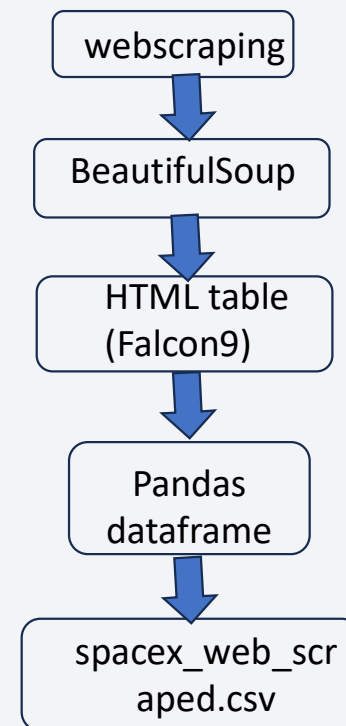 webscraping
BeautifulSoup
HTML table
(Falcon9)
Pandas
dataframe
spacex_web_scr
aped.csv